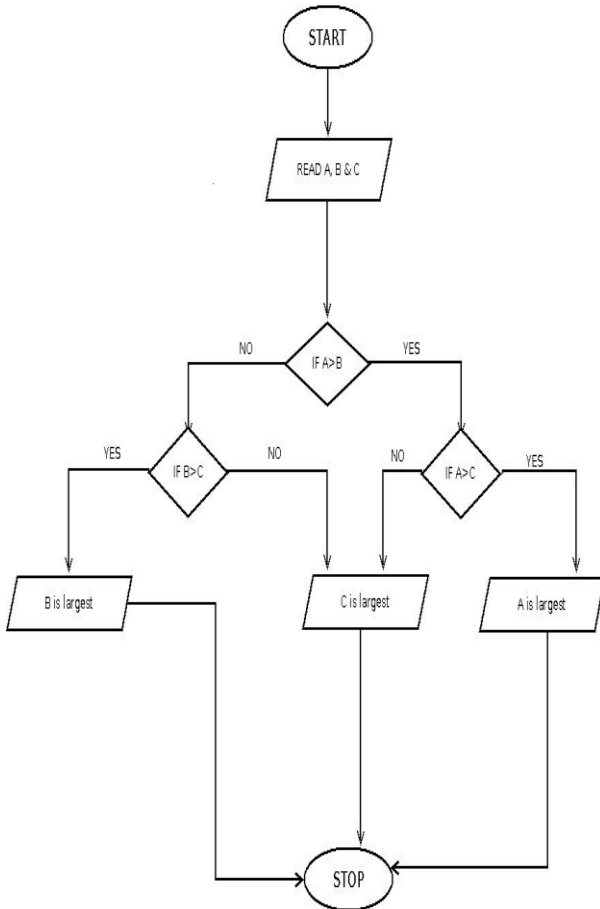 START
READ A, B & C
IF A>B
NO
YES
IF B>C
YES
NO
IF A>C
NO
YES
B is largest
C is largest
A is largest
STOP